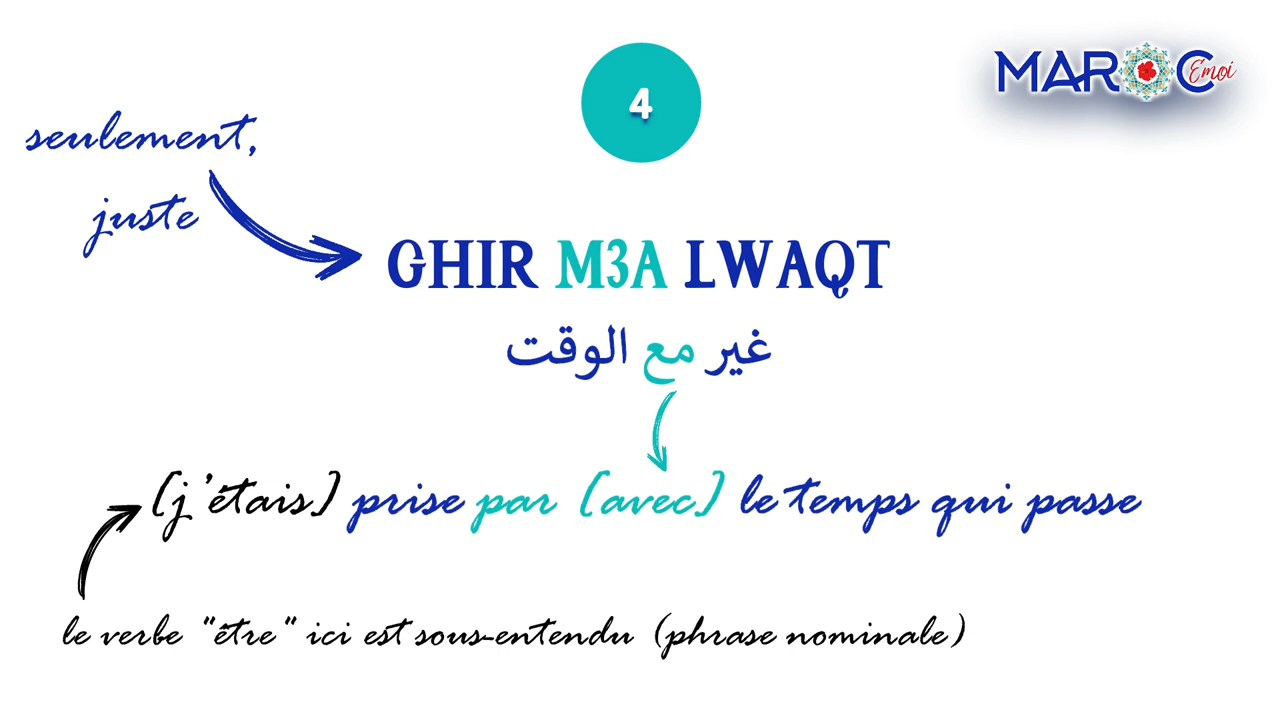 4
MAROC Emoi
seulement,
juste
GHIR M3A LWAQT
غير مع الوقت
(j'étais) prise par (avec) le temps qui passe
le verbe "être" ici est sous-entendu (phrase nominale)